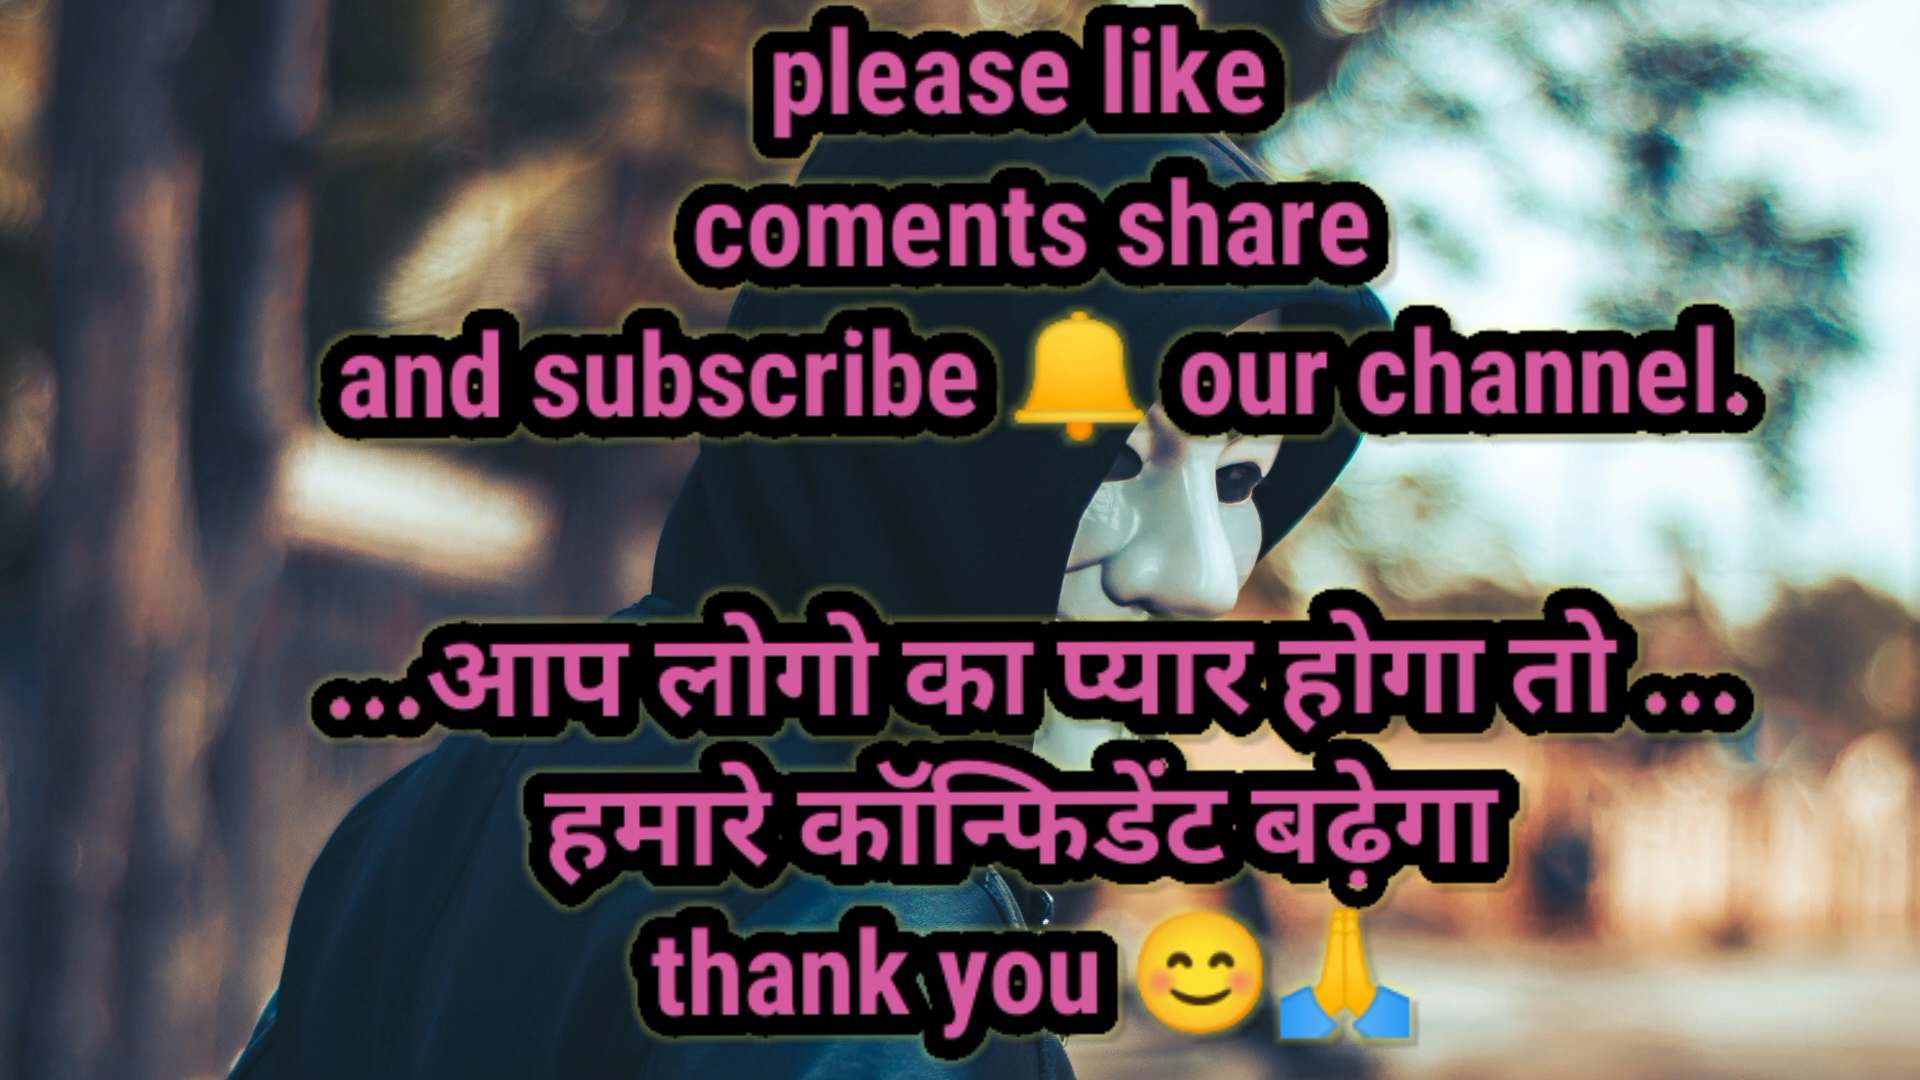 please like
coments share
and subscribe 🔔 our channel.
...आप लोगो का प्यार होगा तो ...
हमारे कॉन्फिडेंट बढ़ेगा
thank you 😊🙏